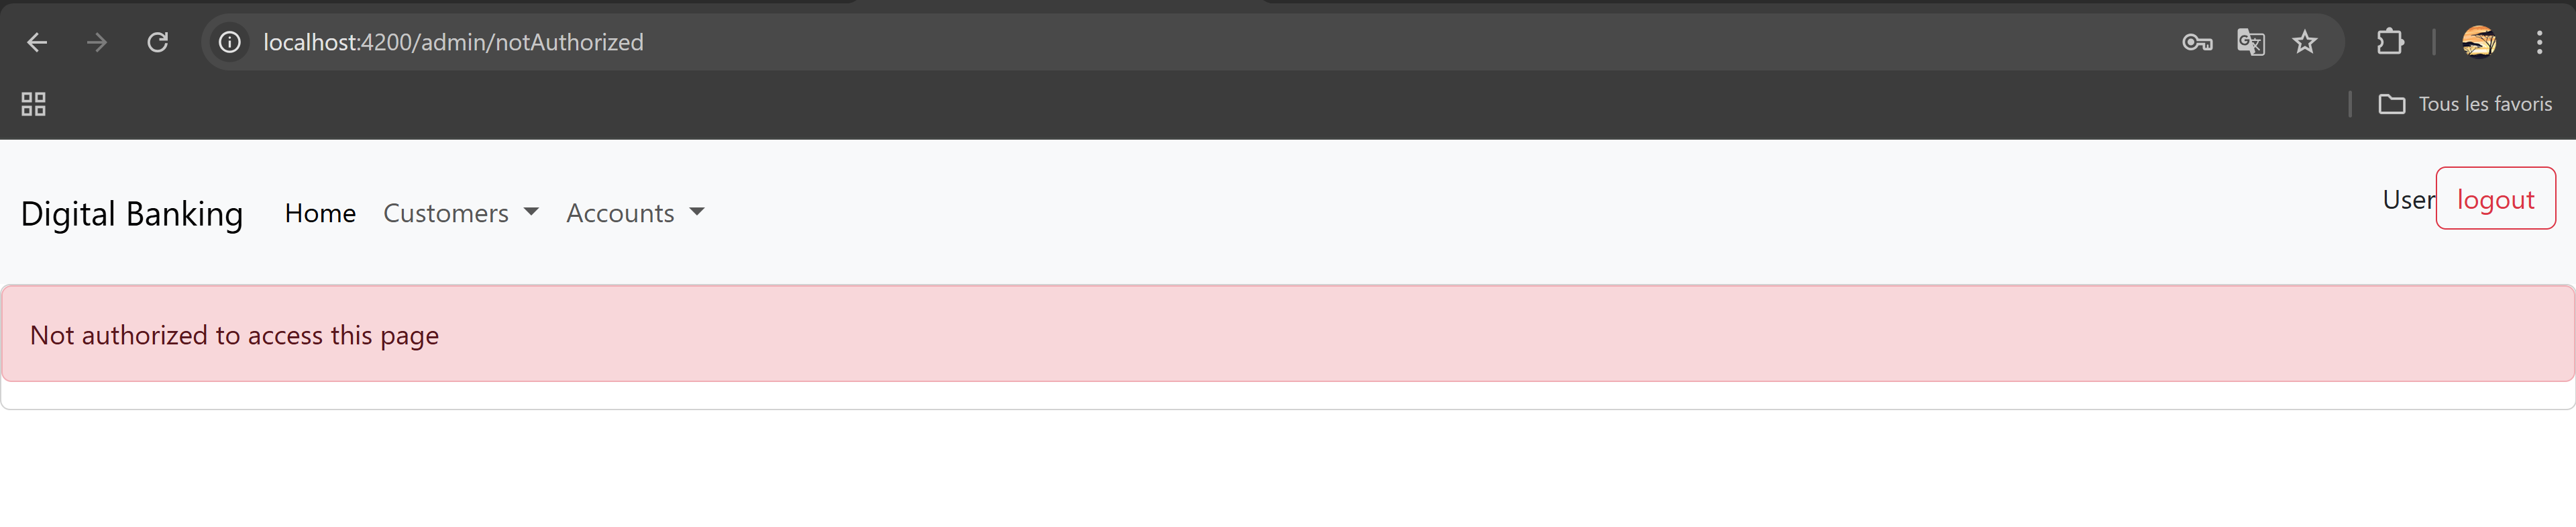 localhost:4200/admin/notAuthorized
Tous les favoris
Digital Banking Home Customers Accounts User logout
Not authorized to access this page